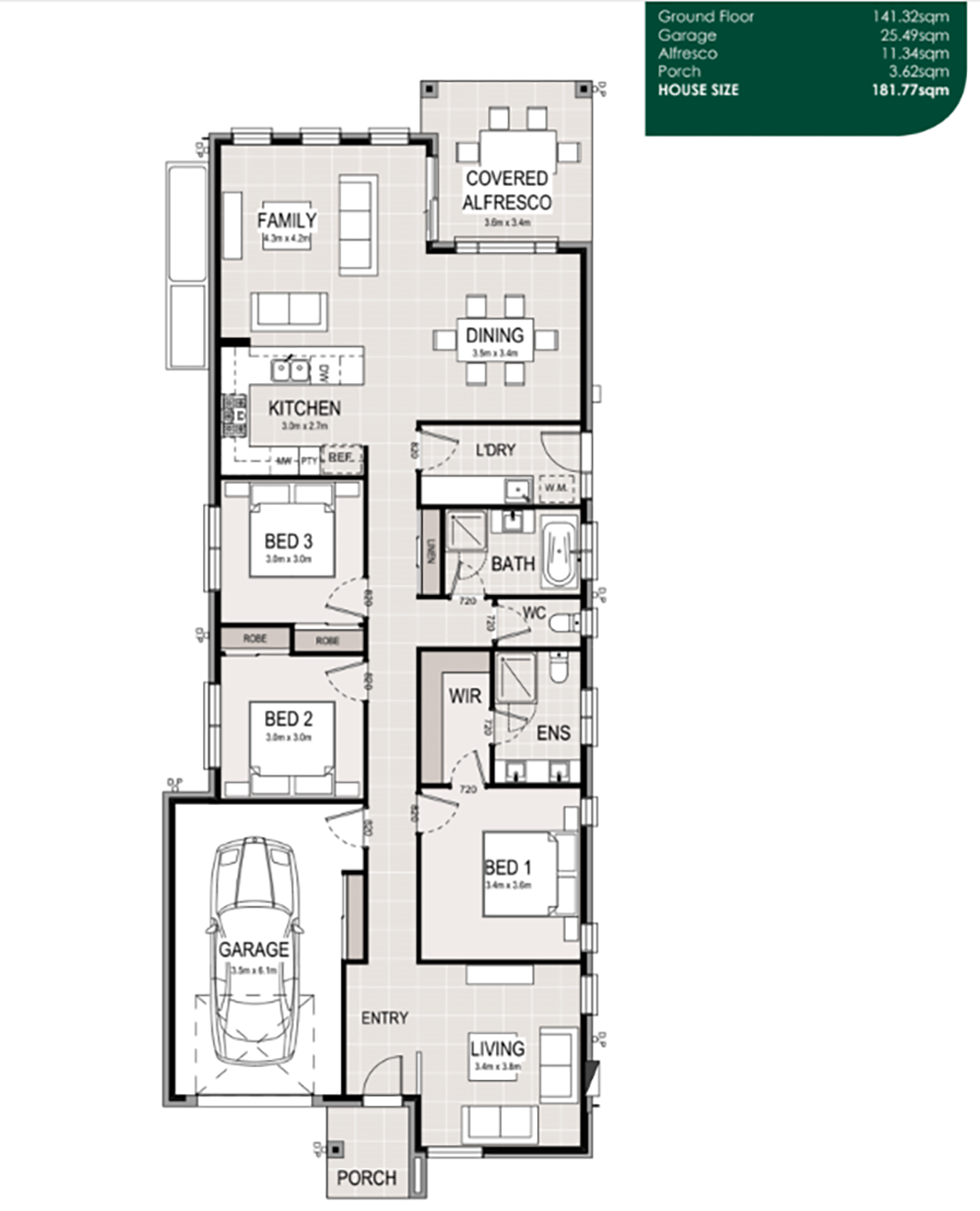 Ground Floor 141.32sqm
Garage 25.49sqm
Alfresco 11.34sqm
Porch 3.62sqm
HOUSE SIZE 181.77sqm
D.P
COVERED
ALFRESCO
3.6m x 3.4m
D.P
FAMILY
4.3m x 4.2m
DINING
3.5m x 3.4m
DW
KITCHEN
3.0m x 2.7m
MW PTY REF.
820
L'DRY
W.M.
BED 3
3.0m x 3.0m
LINEN
BATH
820
720
D.P
WC
720
D.P
ROBE
ROBE
820
WIR
BED 2
3.0m x 3.0m
720
ENS
D.P
720
820
820
BED 1
3.4m x 3.6m
GARAGE
3.5m x 6.1m
ENTRY
LIVING
3.4m x 3.8m
D.P
D.P
PORCH